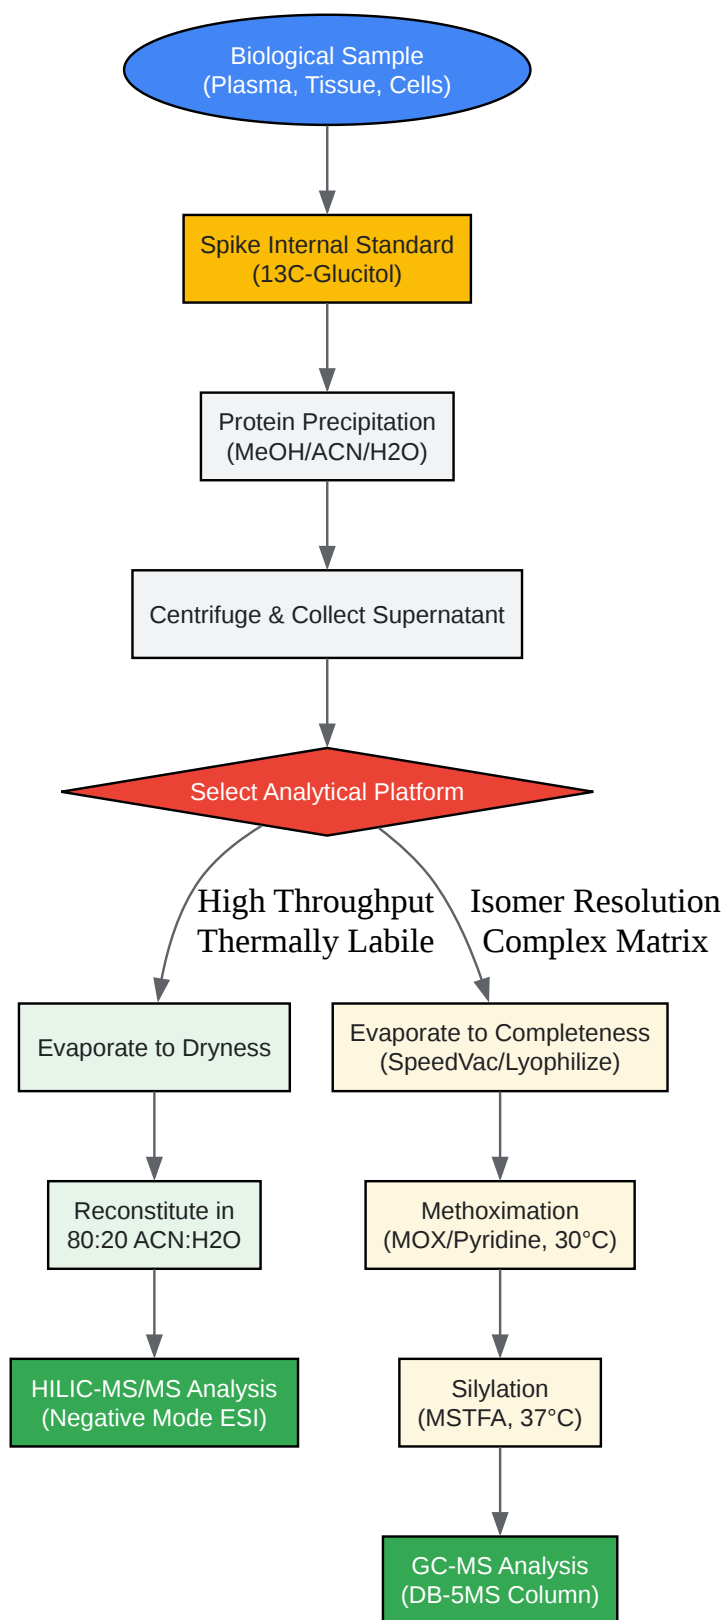 Biological Sample
(Plasma, Tissue, Cells)
Spike Internal Standard
(13C-Glucitol)
Protein Precipitation
(MeOH/ACN/H2O)
Centrifuge & Collect Supernatant
Select Analytical Platform
High Throughput
Thermally Labile
Isomer Resolution
Complex Matrix
Evaporate to Dryness
Evaporate to Completeness
(SpeedVac/Lyophilize)
Reconstitute in
80:20 ACN:H2O
Methoximation
(MOX/Pyridine, 30°C)
HILIC-MS/MS Analysis
(Negative Mode ESI)
Silylation
(MSTFA, 37°C)
GC-MS Analysis
(DB-5MS Column)